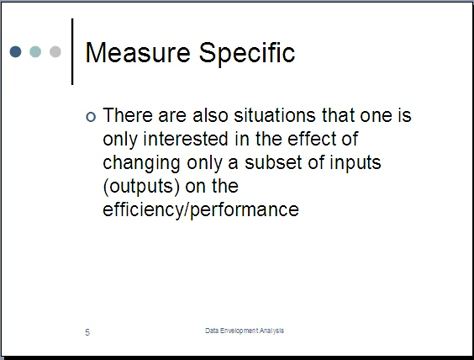 Measure Specific
o There are also situations that one is
only interested in the effect of
changing only a subset of inputs
(outputs) on the
efficiency/performance
5
Data Envelopment Analysis